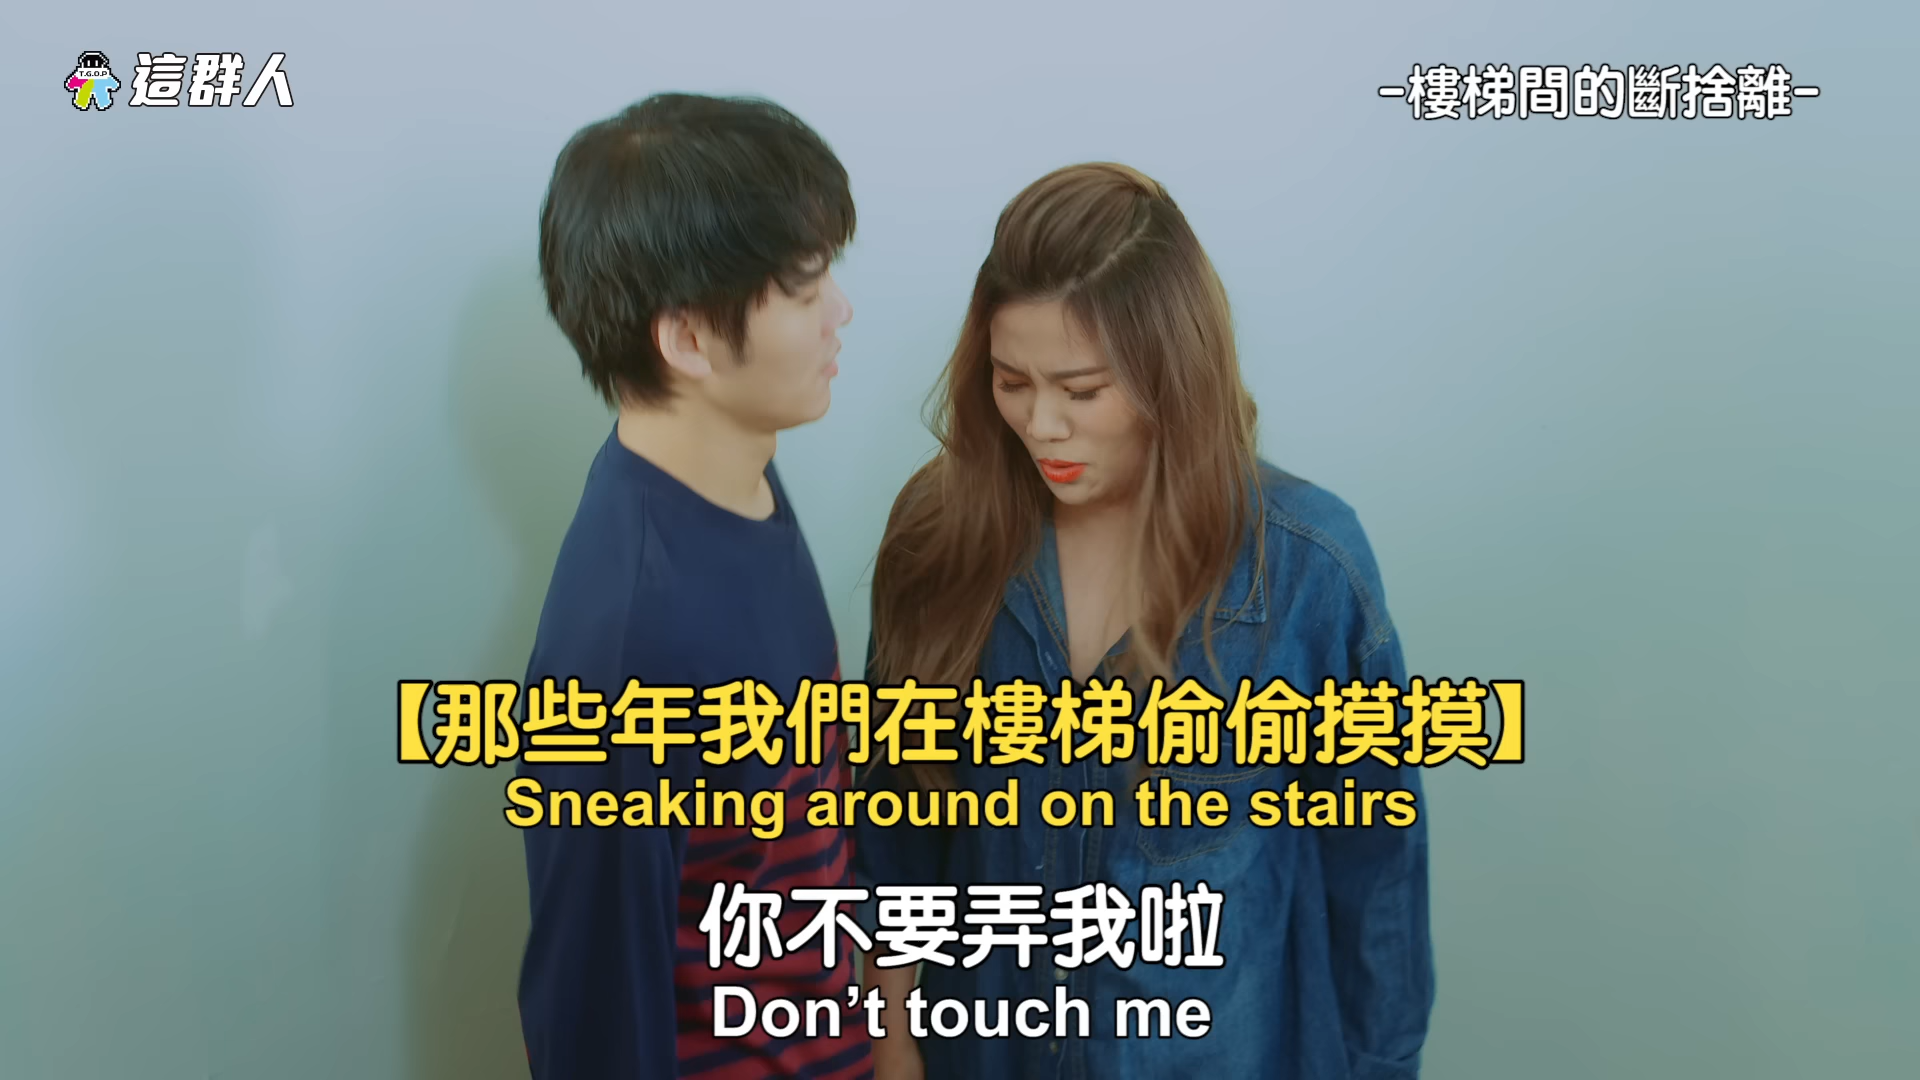 T.G.O.P
這群人
-樓梯間的斷捨離-
【那些年我們在樓梯偷偷摸摸】
Sneaking around on the stairs
你不要弄我啦
Don't touch me